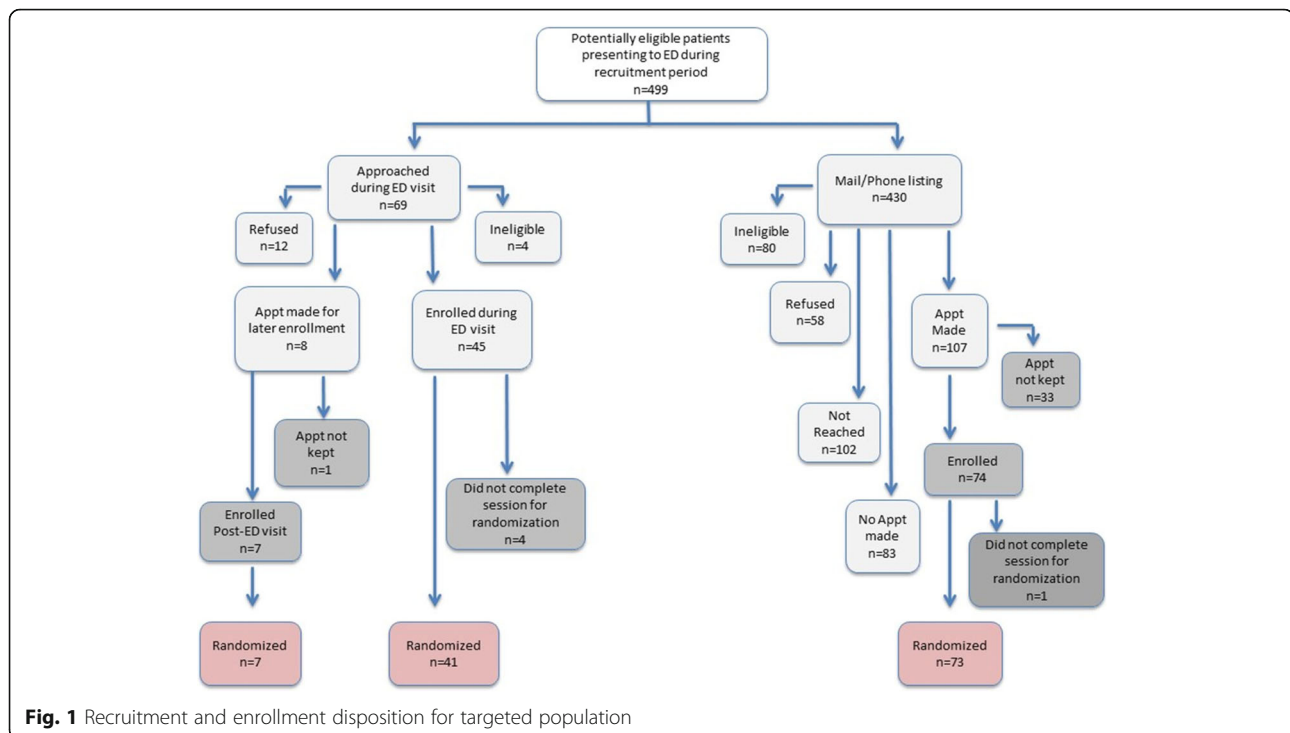 Potentially eligible patients
presenting to ED during
recruitment period
n=499
Approached
during ED visit
n=69
Refused
n=12
Ineligible
n=4
Appt made for
later enrollment
n=8
Enrolled during
ED visit
n=45
Appt not
kept
n=1
Did not complete
session for
randomization
n=4
Enrolled
Post-ED visit
n=7
Randomized
n=7
Randomized
n=41
Mail/Phone listing
n=430
Ineligible
n=80
Refused
n=58
Not
Reached
n=102
No Appt
made
n=83
Appt
Made
n=107
Appt
not kept
n=33
Enrolled
n=74
Did not complete
session for
randomization
n=1
Randomized
n=73
Fig. 1 Recruitment and enrollment disposition for targeted population